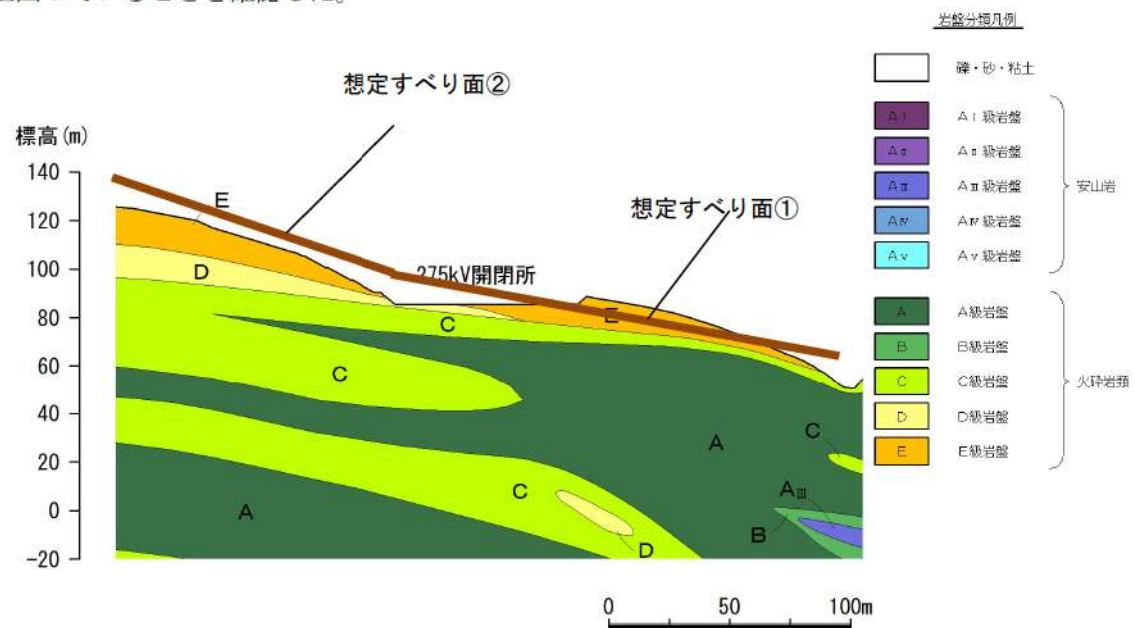 岩盤分類凡例
礫・砂・粘土
AⅠ AⅠ級岩盤
AⅡ AⅡ級岩盤
AⅢ AⅢ級岩盤
AⅣ AⅣ級岩盤
AⅤ AⅤ級岩盤
安山岩
A A級岩盤
B B級岩盤
C C級岩盤
D D級岩盤
E E級岩盤
火砕岩類
想定すべり面②
標高(m)
想定すべり面①
140
120
100
80
60
40
20
0
-20
E
D
275kV開閉所
E
C
C
A
C
C
AⅢ
A
B
D
0 50 100m